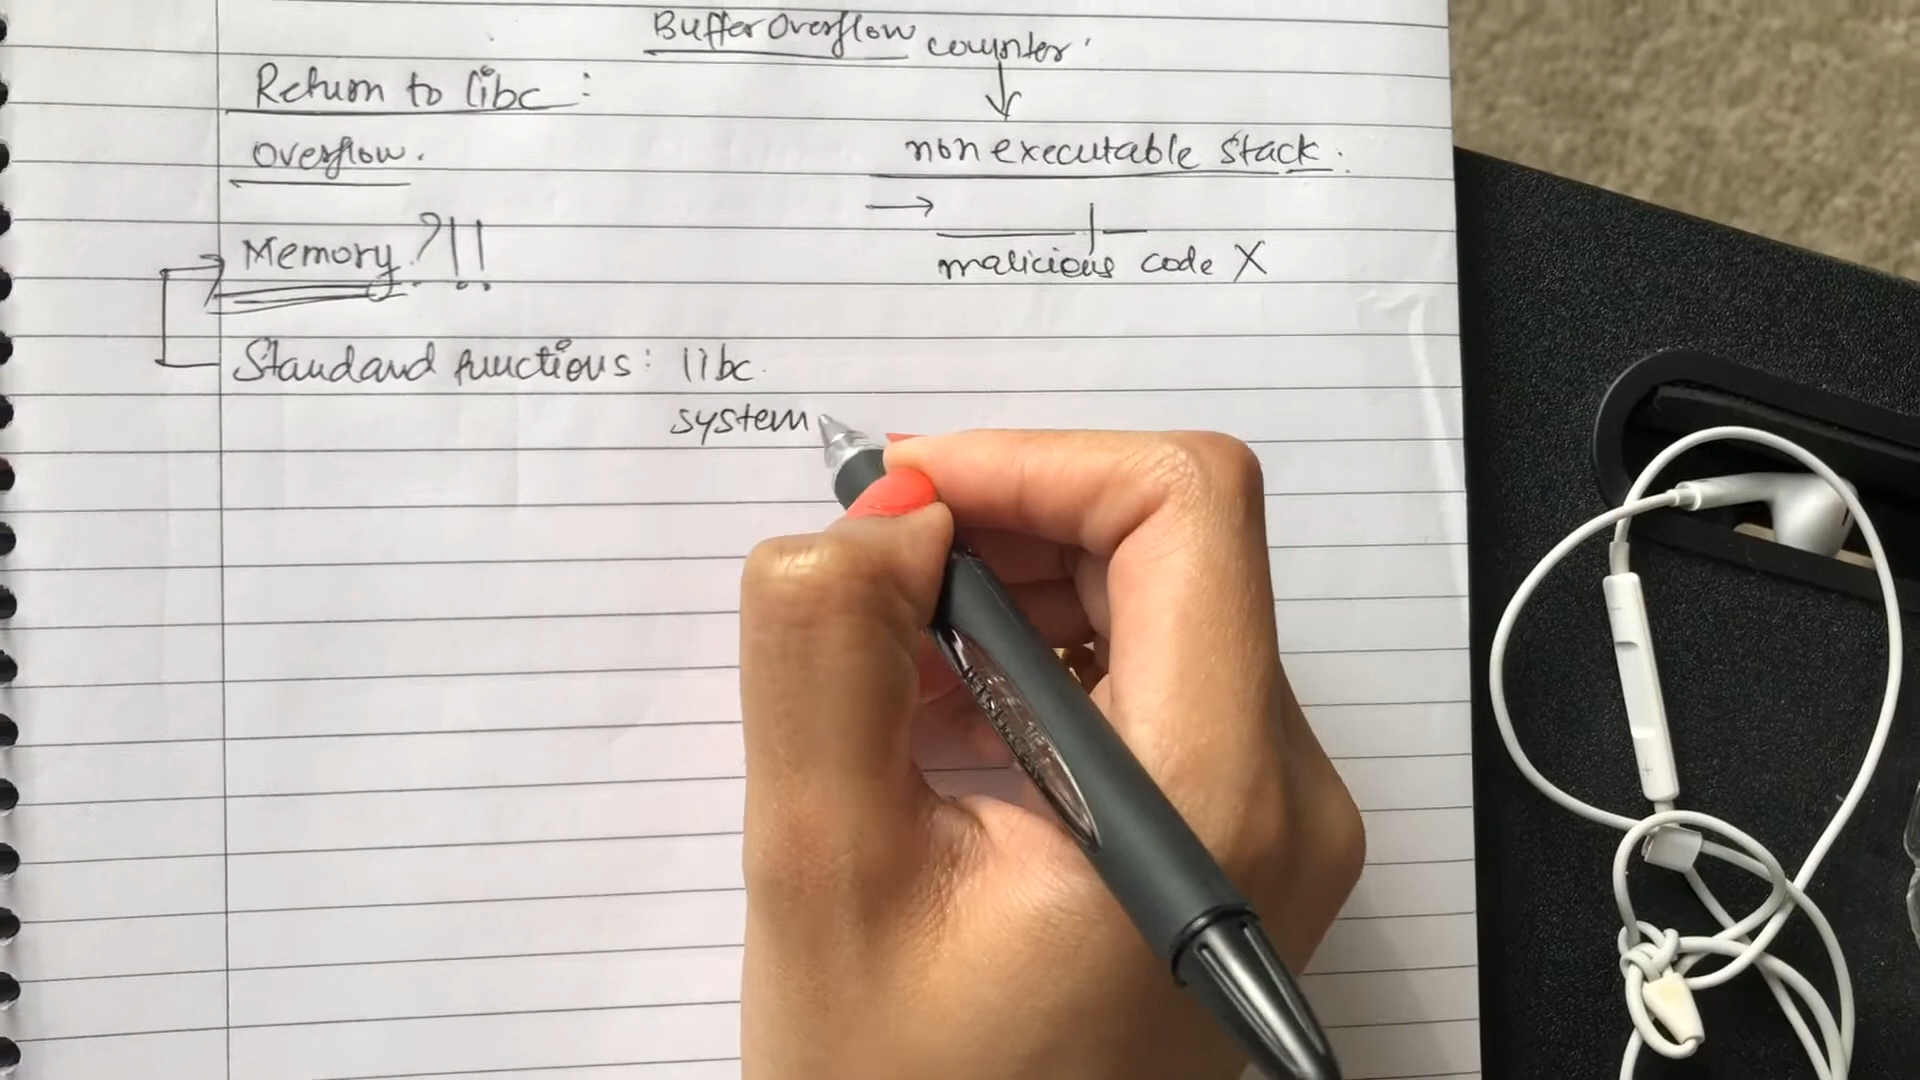 Buffer Overflow counter
Return to libc :
overflow.
non executable stack.
→
Memory ?!!
malicious code X
Standard functions: libc
system